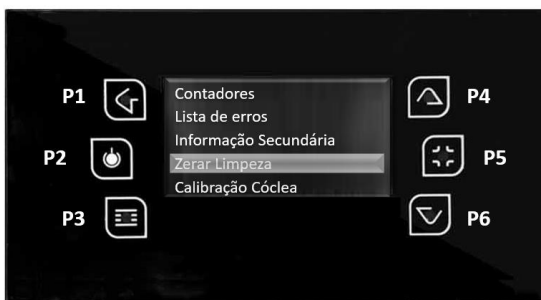 P1
P2
P3
Contadores
Lista de erros
Informação Secundária
Zerar Limpeza
Calibração Cóclea
P4
P5
P6